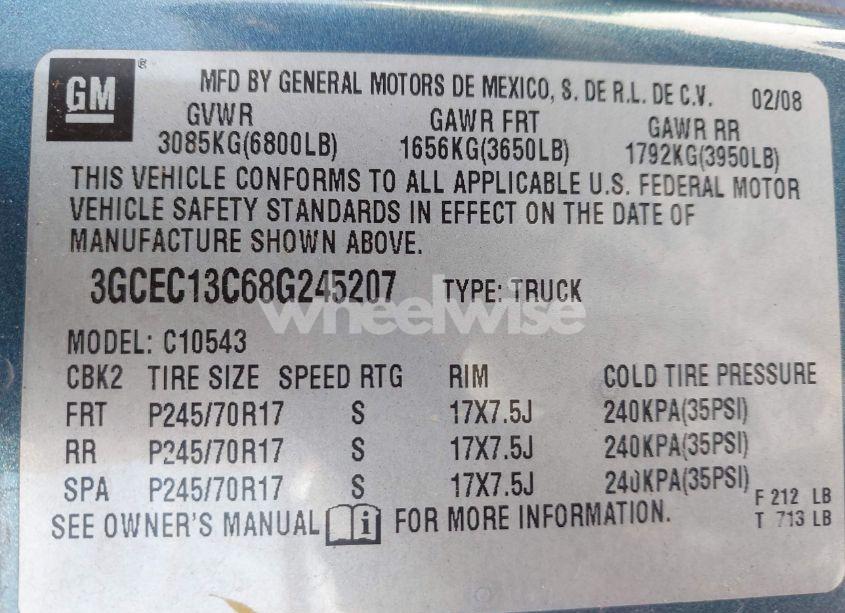 GM ®
MFD BY GENERAL MOTORS DE MEXICO, S. DE R.L. DE C.V. 02/08
GVWR GAWR FRT GAWR RR
3085KG(6800LB) 1656KG(3650LB) 1792KG(3950LB)
THIS VEHICLE CONFORMS TO ALL APPLICABLE U.S. FEDERAL MOTOR
VEHICLE SAFETY STANDARDS IN EFFECT ON THE DATE OF
MANUFACTURE SHOWN ABOVE.
3GCEC13C68G245207 TYPE: TRUCK
wheelwise
MODEL: C10543
CBK2 TIRE SIZE SPEED RTG RIM COLD TIRE PRESSURE
FRT P245/70R17 S 17X7.5J 240KPA(35PSI)
RR P245/70R17 S 17X7.5J 240KPA(35PSI)
SPA P245/70R17 S 17X7.5J 240KPA(35PSI)
F 212 LB
SEE OWNER'S MANUAL FOR MORE INFORMATION.
T 713 LB